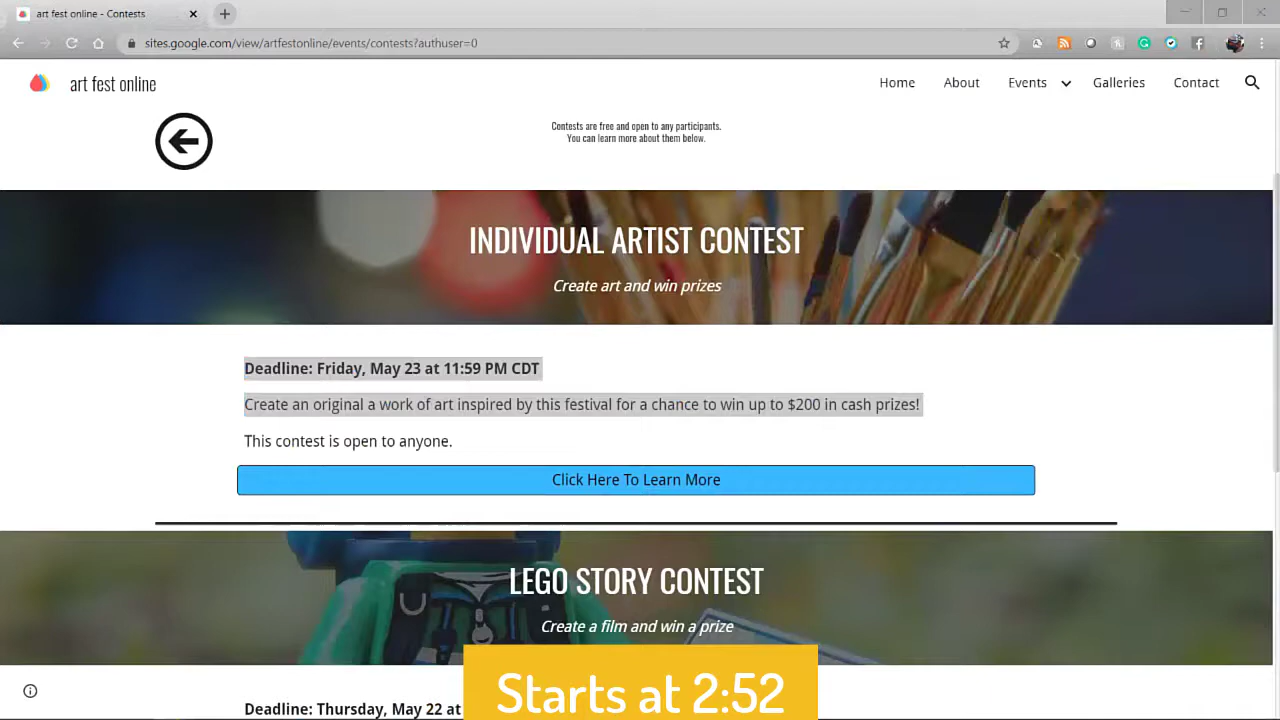 art fest online - Contests
sites.google.com/view/artfestonline/events/contests?authuser=0
art fest online
Home
About
Events
Galleries
Contact
Contests are free and open to any participants.
You can learn more about them below.
INDIVIDUAL ARTIST CONTEST
Create art and win prizes
Deadline: Friday, May 23 at 11:59 PM CDT
Create an original a work of art inspired by this festival for a chance to win up to $200 in cash prizes!
This contest is open to anyone.
Click Here To Learn More
LEGO STORY CONTEST
Create a film and win a prize
Deadline: Thursday, May 22 at
Starts at 2:52